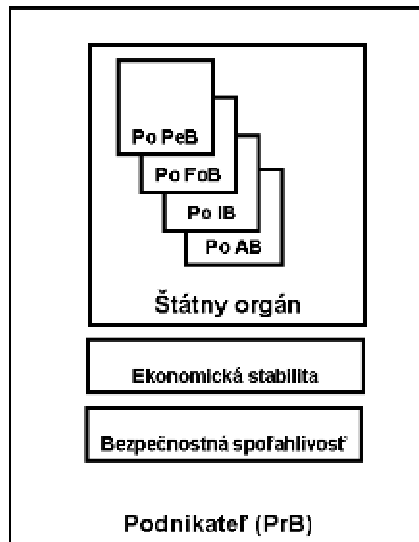 Po PeB
Po FoB
Po IB
Po AB
Štátny orgán
Ekonomická stabilita
Bezpečnostná spoľahlivosť
Podnikateľ (PrB)